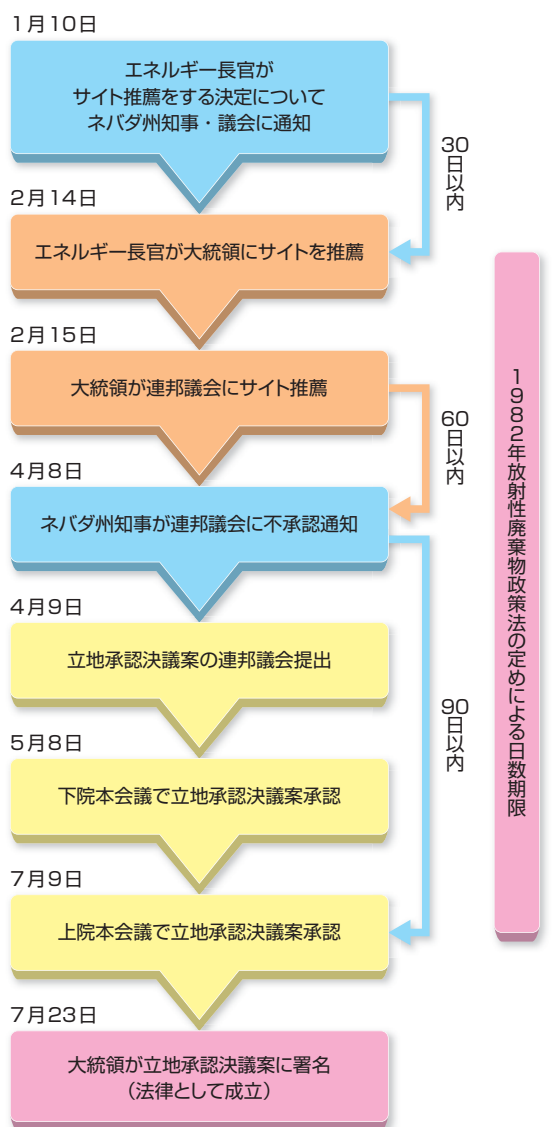 1月10日
エネルギー長官が
サイト推薦をする決定について
ネバダ州知事・議会に通知
30日以内
2月14日
エネルギー長官が大統領にサイトを推薦
2月15日
大統領が連邦議会にサイト推薦
60日以内
4月8日
ネバダ州知事が連邦議会に不承認通知
4月9日
立地承認決議案の連邦議会提出
90日以内
5月8日
下院本会議で立地承認決議案承認
7月9日
上院本会議で立地承認決議案承認
7月23日
大統領が立地承認決議案に署名
（法律として成立）
1982年放射性廃棄物政策法の定めによる日数期限